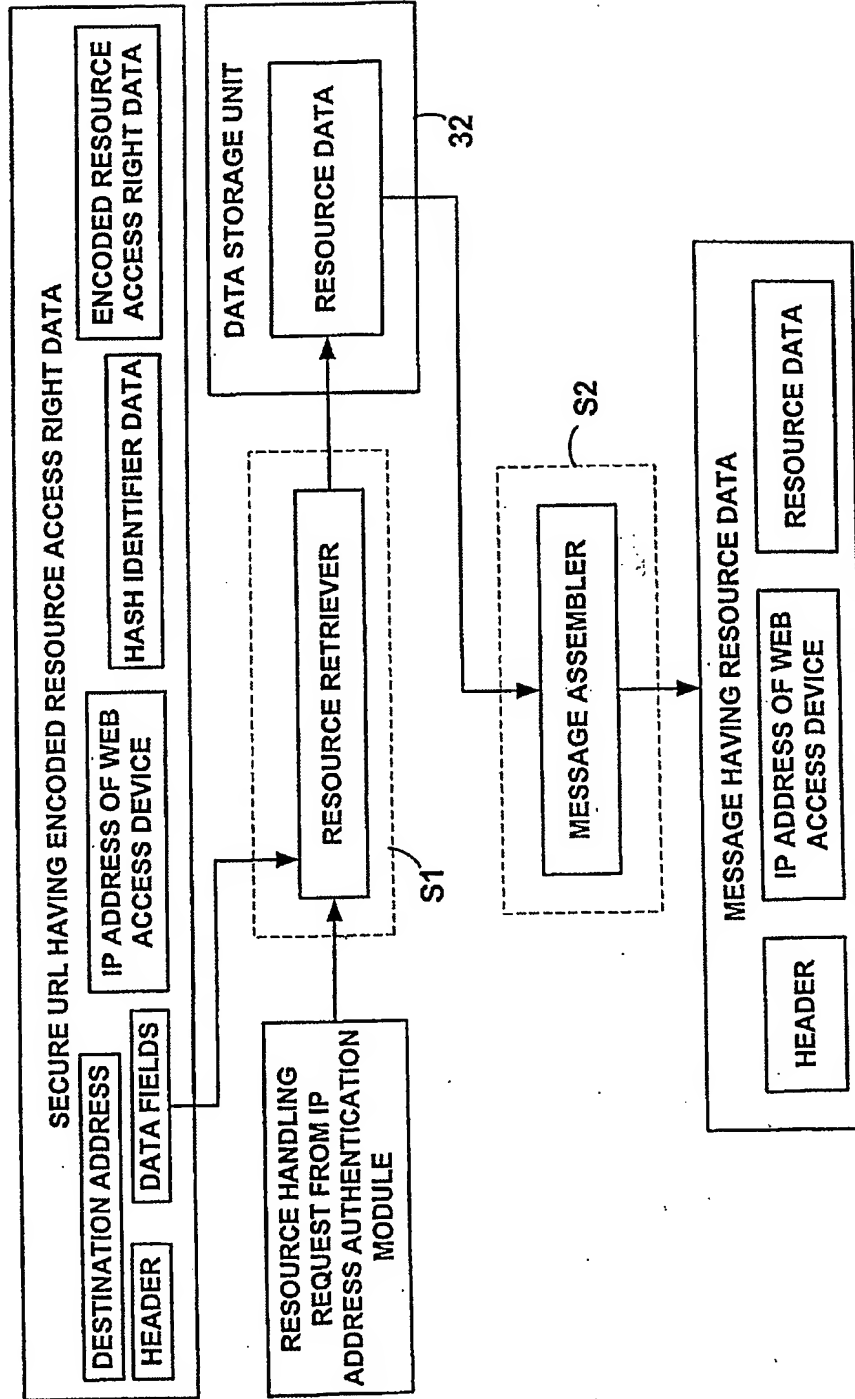 SECURE URL HAVING ENCODED RESOURCE ACCESS RIGHT DATA
DESTINATION ADDRESS
HEADER
DATA FIELDS
IP ADDRESS OF WEB
ACCESS DEVICE
HASH IDENTIFIER DATA
ENCODED RESOURCE
ACCESS RIGHT DATA
RESOURCE HANDLING
REQUEST FROM IP
ADDRESS AUTHENTICATION
MODULE
RESOURCE RETRIEVER
S1
DATA STORAGE UNIT
RESOURCE DATA
32
MESSAGE ASSEMBLER
S2
MESSAGE HAVING RESOURCE DATA
HEADER
IP ADDRESS OF WEB
ACCESS DEVICE
RESOURCE DATA